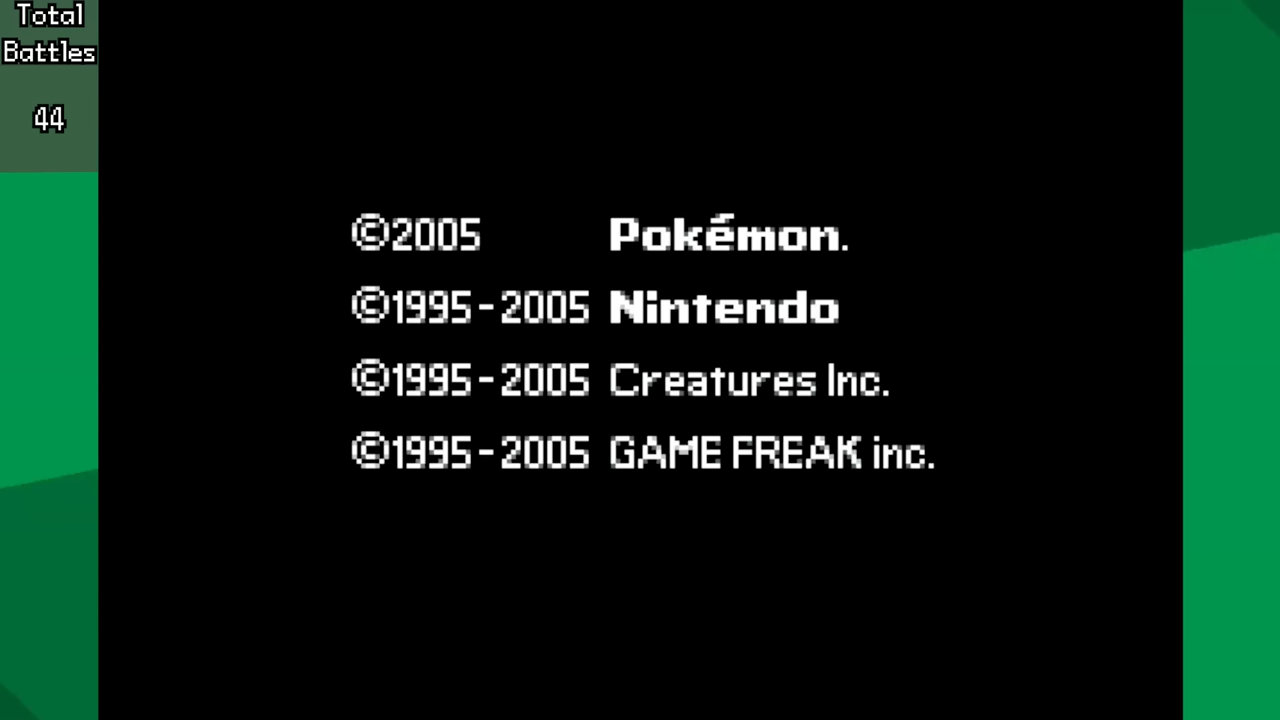 Total
Battles
44
©2005 Pokémon.
©1995-2005 Nintendo
©1995-2005 Creatures Inc.
©1995-2005 GAME FREAK inc.